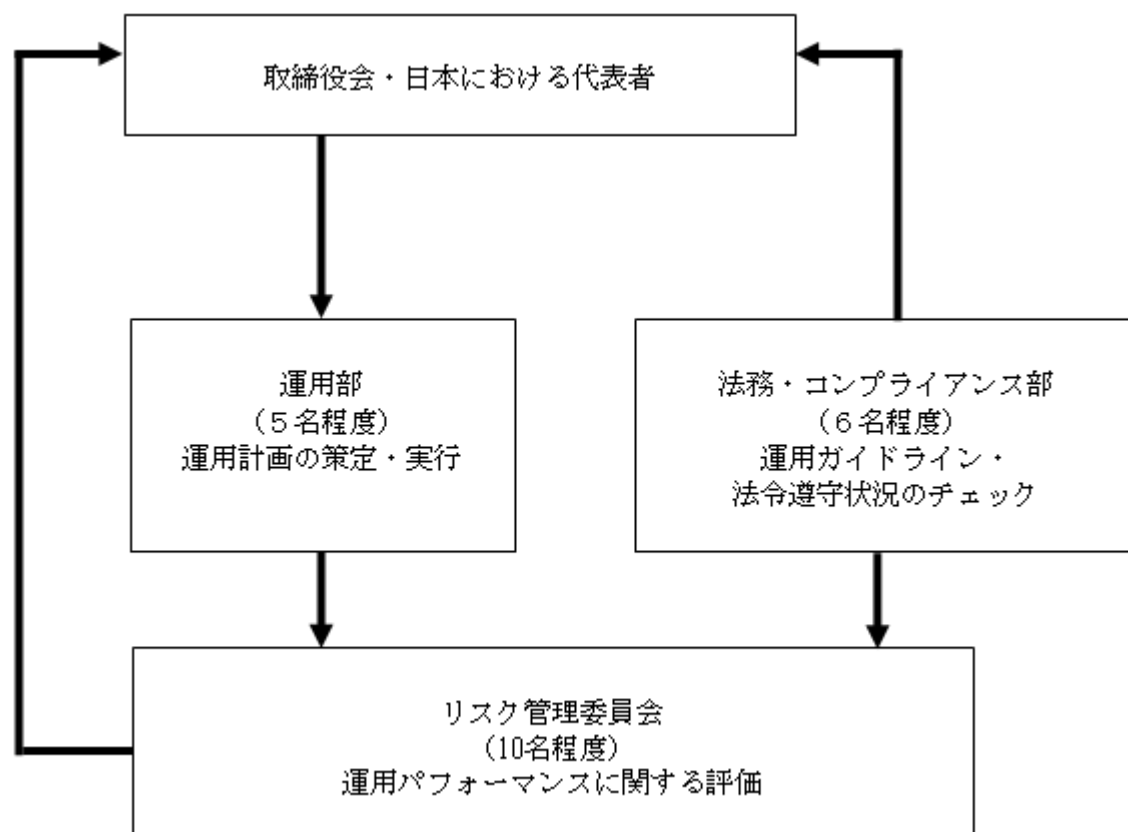 取締役会・日本における代表者
運用部
（５名程度）
運用計画の策定・実行
法務・コンプライアンス部
（６名程度）
運用ガイドライン・
法令遵守状況のチェック
リスク管理委員会
（10名程度）
運用パフォーマンスに関する評価